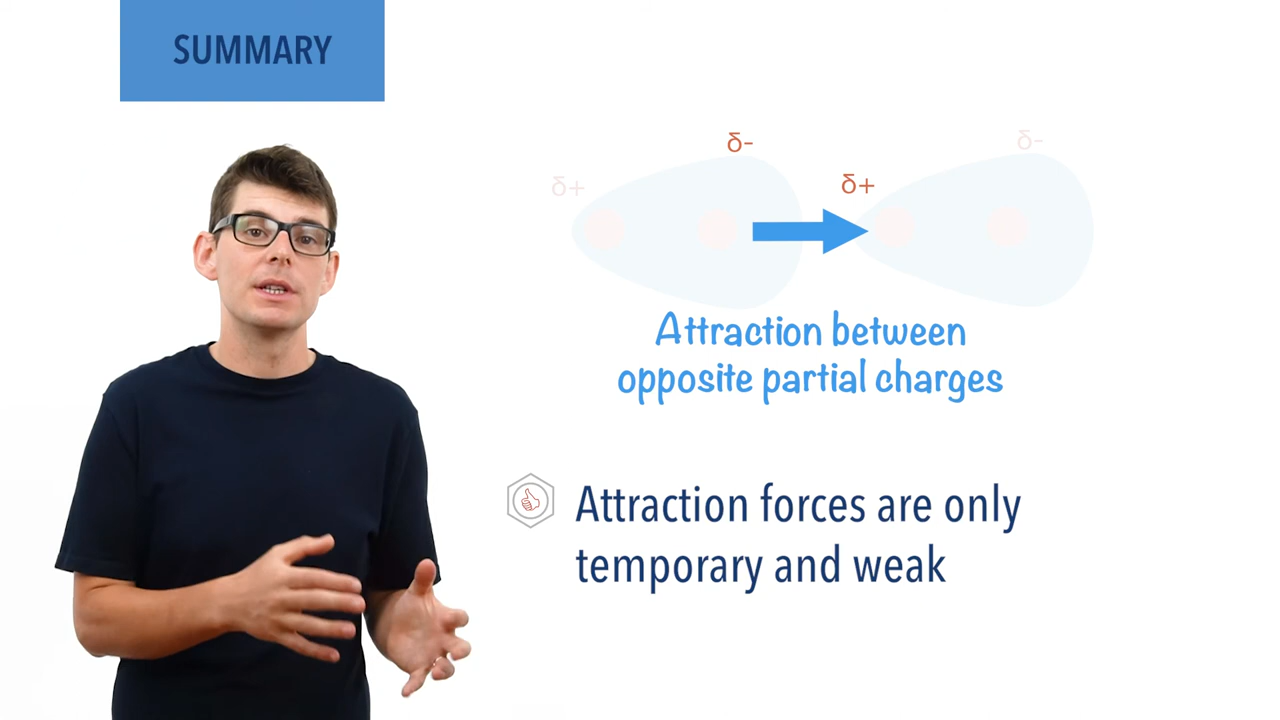 SUMMARY
δ-
δ-
δ+
δ+
Attraction between
opposite partial charges
Attraction forces are only
temporary and weak